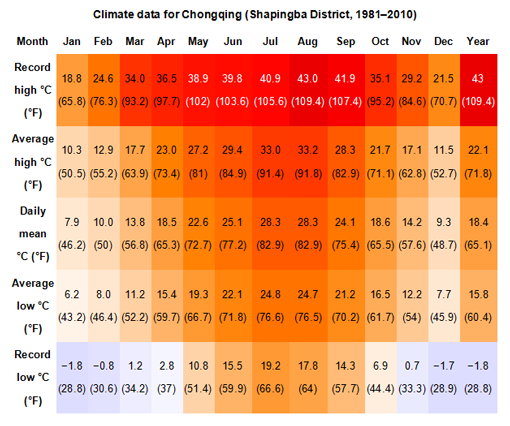 Climate data for Chongqing (Shapingba District, 1981–2010)
Month Jan Feb Mar Apr May Jun Jul Aug Sep Oct Nov Dec Year
Record high °C (°F) 18.8 (65.8) 24.6 (76.3) 34.0 (93.2) 36.5 (97.7) 38.9 (102) 39.8 (103.6) 40.9 (105.6) 43.0 (109.4) 41.9 (107.4) 35.1 (95.2) 29.2 (84.6) 21.5 (70.7) 43 (109.4)
Average high °C (°F) 10.3 (50.5) 12.9 (55.2) 17.7 (63.9) 23.0 (73.4) 27.2 (81) 29.4 (84.9) 33.0 (91.4) 33.2 (91.8) 28.3 (82.9) 21.7 (71.1) 17.1 (62.8) 11.5 (52.7) 22.1 (71.8)
Daily mean °C (°F) 7.9 (46.2) 10.0 (50) 13.8 (56.8) 18.5 (65.3) 22.6 (72.7) 25.1 (77.2) 28.3 (82.9) 28.3 (82.9) 24.1 (75.4) 18.6 (65.5) 14.2 (57.6) 9.3 (48.7) 18.4 (65.1)
Average low °C (°F) 6.2 (43.2) 8.0 (46.4) 11.2 (52.2) 15.4 (59.7) 19.3 (66.7) 22.1 (71.8) 24.8 (76.6) 24.7 (76.5) 21.2 (70.2) 16.5 (61.7) 12.2 (54) 7.7 (45.9) 15.8 (60.4)
Record low °C (°F) −1.8 (28.8) −0.8 (30.6) 1.2 (34.2) 2.8 (37) 10.8 (51.4) 15.5 (59.9) 19.2 (66.6) 17.8 (64) 14.3 (57.7) 6.9 (44.4) 0.7 (33.3) −1.7 (28.9) −1.8 (28.8)